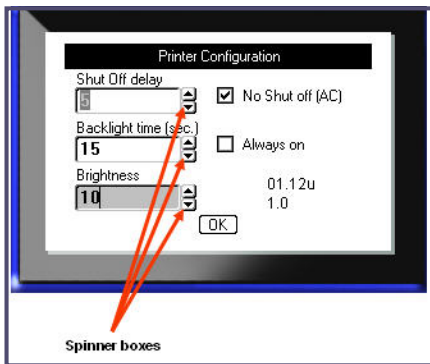 Printer Configuration
Shut Off delay
5
No Shut off (AC)
Backlight time (sec.)
15
Always on
Brightness
10
01.12u
1.0
OK
Spinner boxes